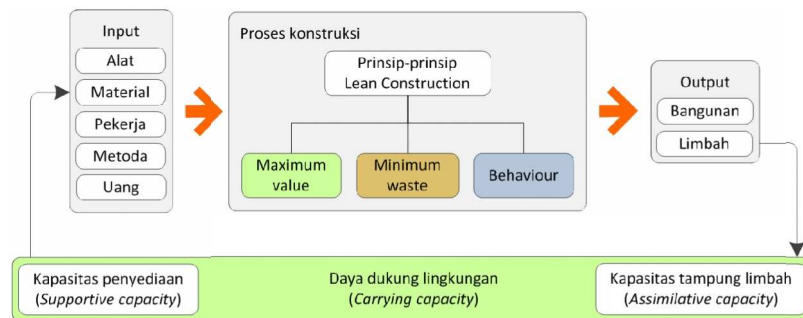 Input
Alat
Material
Pekerja
Metoda
Uang
Proses konstruksi
Prinsip-prinsip
Lean Construction
Maximum
value
Minimum
waste
Behaviour
Output
Bangunan
Limbah
Kapasitas penyediaan
(Supportive capacity)
Daya dukung lingkungan
(Carrying capacity)
Kapasitas tampung limbah
(Assimilative capacity)